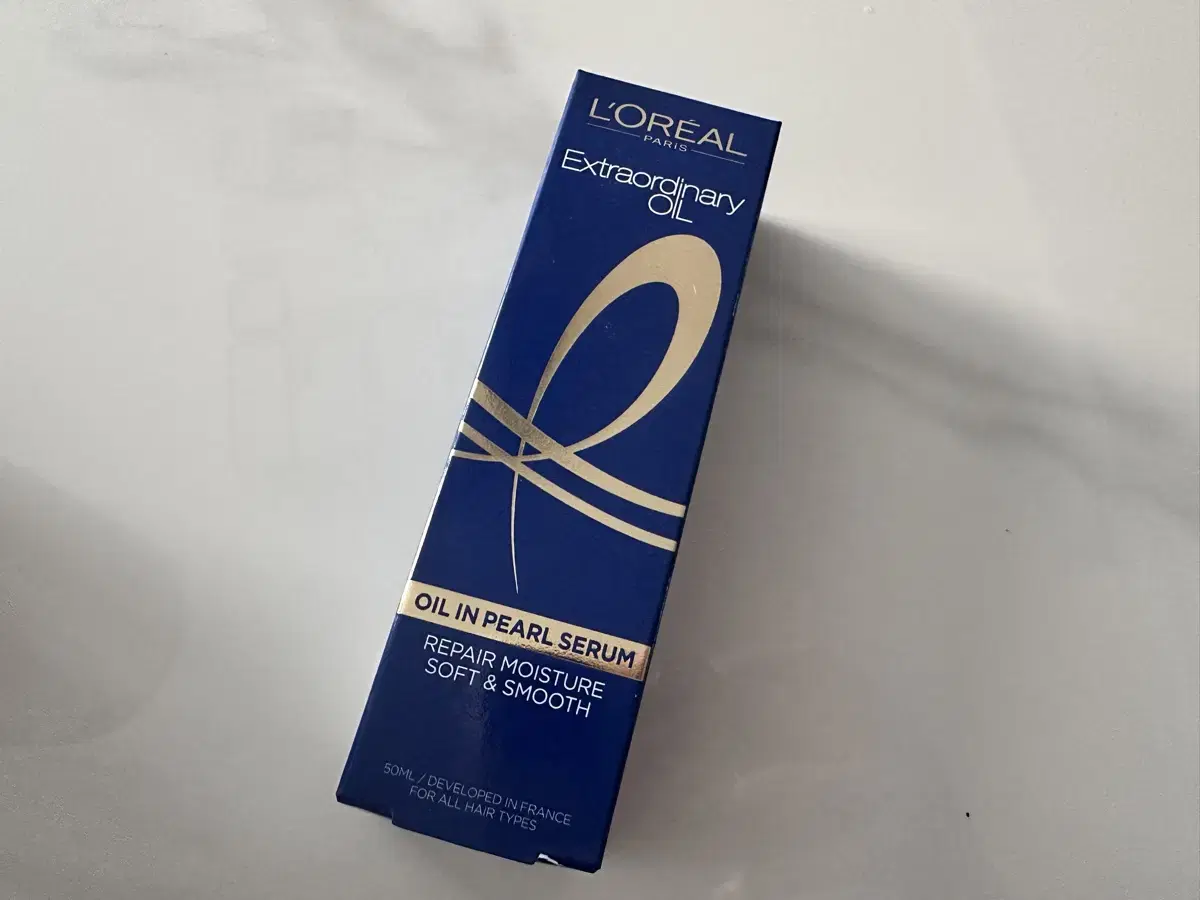 L'ORÉAL
PARIS
Extraordinary
OIL
OIL IN PEARL SERUM
REPAIR MOISTURE
SOFT & SMOOTH
50ML / DEVELOPED IN FRANCE
FOR ALL HAIR TYPES